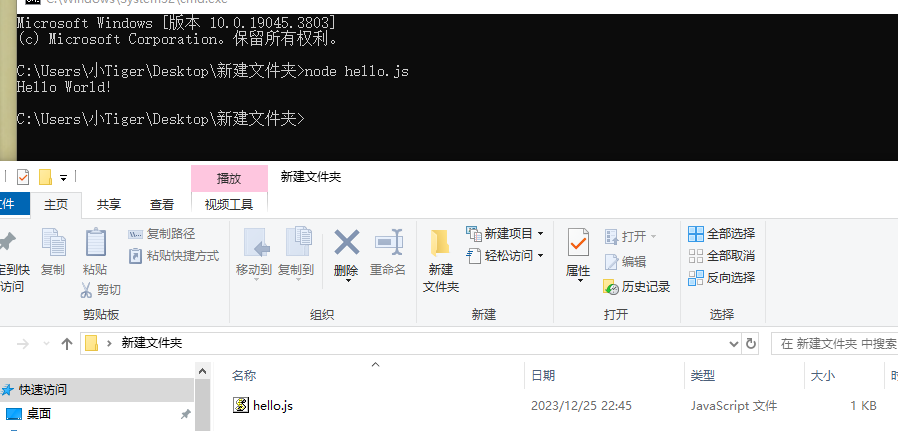 C:\Windows\system32\cmd.exe
Microsoft Windows [版本 10.0.19045.3803]
(c) Microsoft Corporation。保留所有权利。
C:\Users\小Tiger\Desktop\新建文件夹>node hello.js
Hello World!
C:\Users\小Tiger\Desktop\新建文件夹>
播放 新建文件夹
文件 主页 共享 查看 视频工具
定到快
访问
复制
粘贴
复制路径
粘贴快捷方式
剪切
剪贴板
移动到
复制到
删除
重命名
组织
新建
文件夹
新建项目
轻松访问
新建
属性
打开
编辑
历史记录
打开
全部选择
全部取消
反向选择
选择
新建文件夹
在 新建文件夹 中搜索
快速访问
桌面
名称 日期 类型 大小
hello.js 2023/12/25 22:45 JavaScript 文件 1 KB